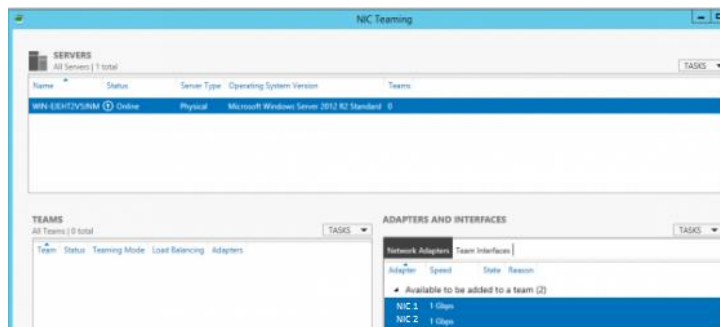 NIC Teaming
SERVERS
All Servers | 1 total
TASKS
Name Status Server Type Operating System Version Teams
Online Physical Microsoft Windows Server 2012 R2 Standard 0
TEAMS
All Teams | 0 total
TASKS
Team Status Teaming Mode Load Balancing Adapters
ADAPTERS AND INTERFACES
TASKS
Network Adapters Team Interfaces
Adapter Speed State Reason
Available to be added to a team (2)
NIC 1 1 Gbps
NIC 2 1 Gbps